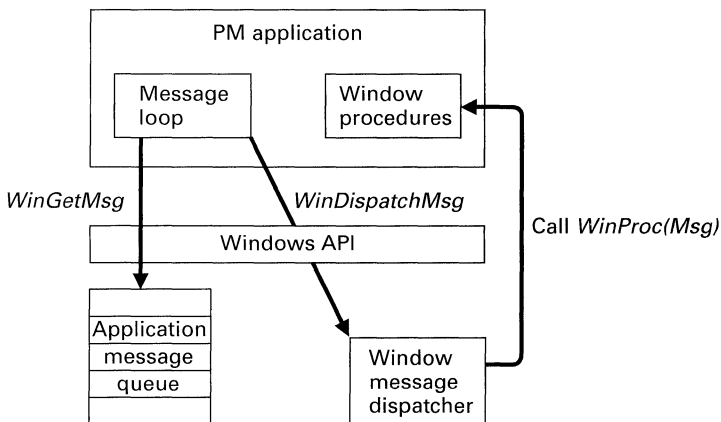 PM application
Message
loop
Window
procedures
WinGetMsg
WinDispatchMsg
Call WinProc(Msg)
Windows API
Application
message
queue
Window
message
dispatcher